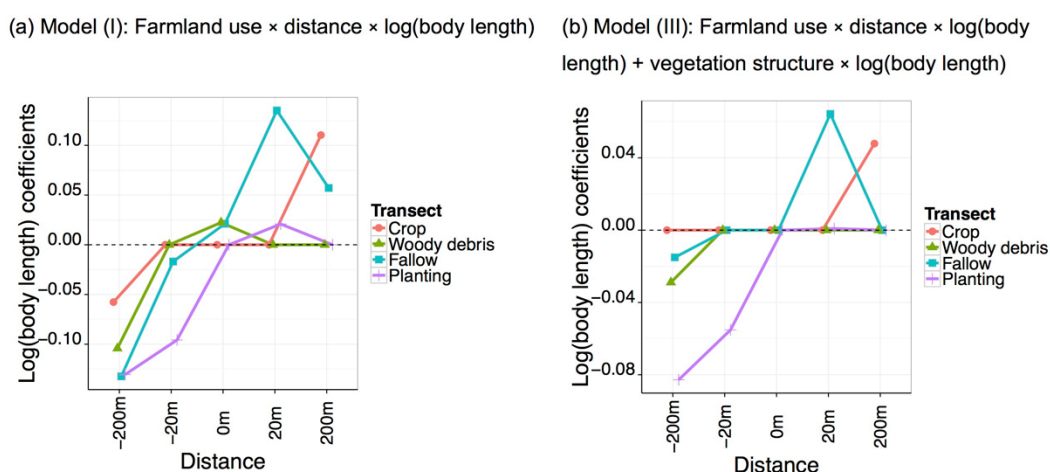 (a) Model (I): Farmland use × distance × log(body length)
Log(body length) coefficients
0.10
0.05
0.00
−0.05
−0.10
−200m
−20m
0m
20m
200m
Distance
Transect
Crop
Woody debris
Fallow
Planting
(b) Model (III): Farmland use × distance × log(body
length) + vegetation structure × log(body length)
Log(body length) coefficients
0.04
0.00
−0.04
−0.08
−200m
−20m
0m
20m
200m
Distance
Transect
Crop
Woody debris
Fallow
Planting